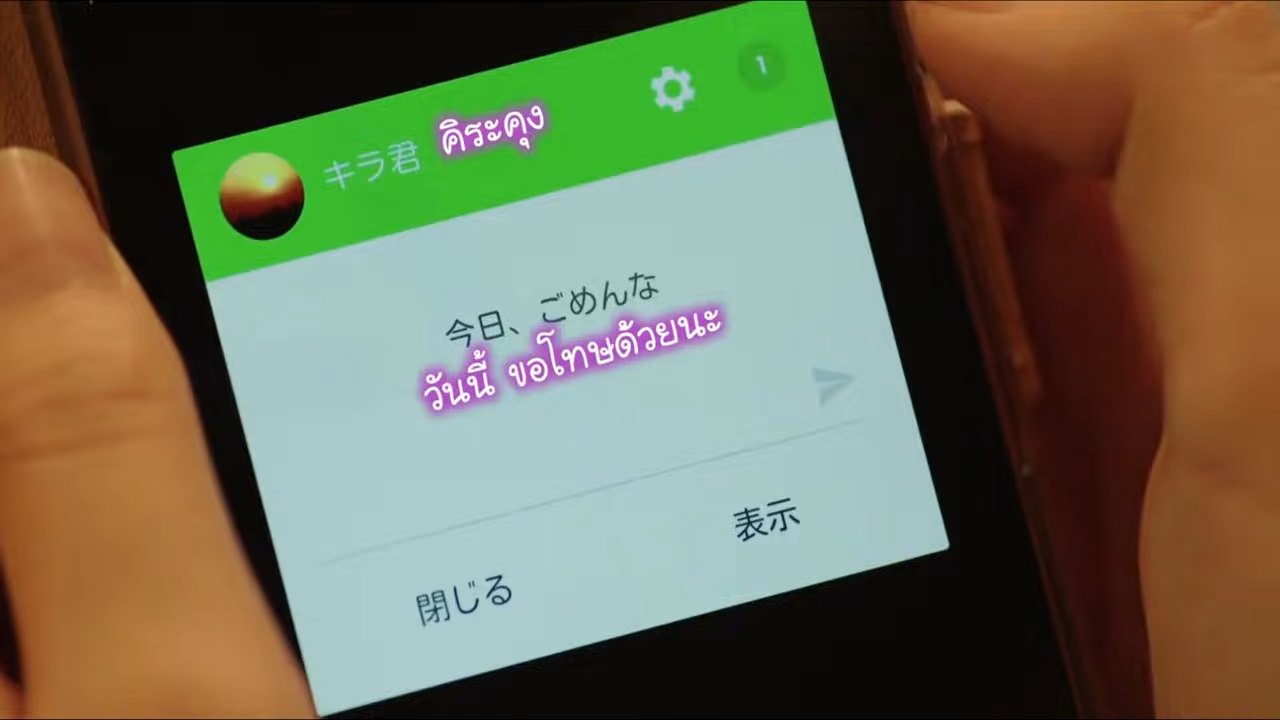 キラ君 คิระคุง
1
今日、ごめんな
วันนี้ ขอโทษด้วยนะ
表示
閉じる